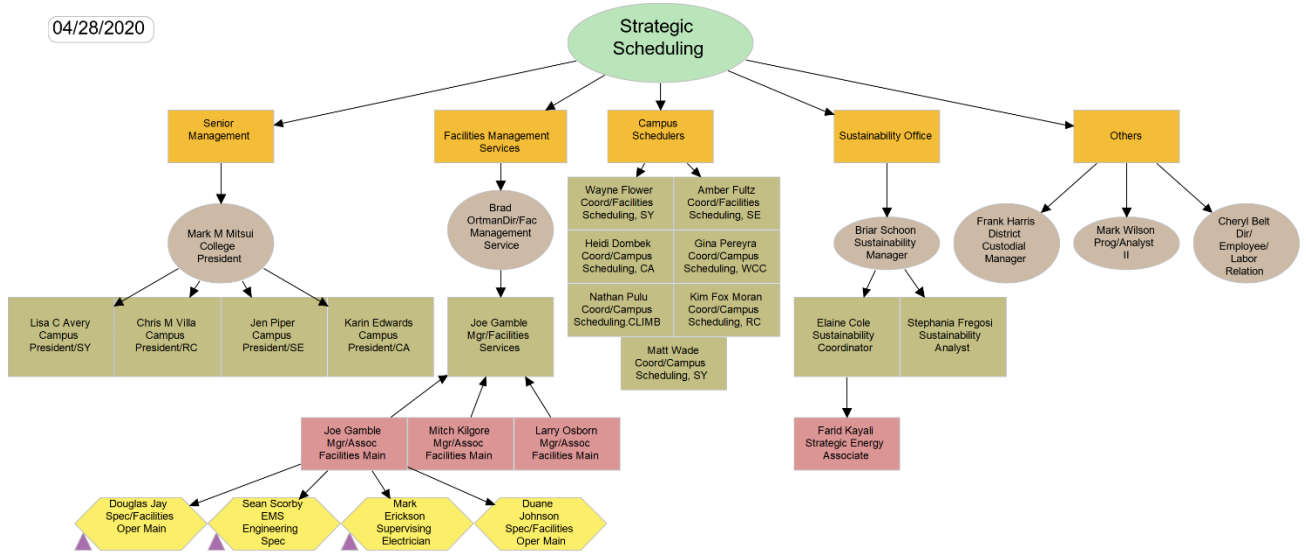 04/28/2020
Strategic
Scheduling
Senior
Management
Facilities Management
Services
Campus
Schedulers
Sustainability Office
Others
Mark M Mitsui
College
President
Brad
OrtmanDir/Fac
Management
Service
Wayne Flower
Coord/Facilities
Scheduling, SY
Amber Fultz
Coord/Facilities
Scheduling, SE
Heidi Dombek
Coord/Campus
Scheduling, CA
Gina Pereyra
Coord/Campus
Scheduling, WCC
Nathan Pulu
Coord/Campus
Scheduling.CLIMB
Kim Fox Moran
Coord/Campus
Scheduling, RC
Matt Wade
Coord/Campus
Scheduling, SY
Briar Schoon
Sustainability
Manager
Frank Harris
District
Custodial
Manager
Mark Wilson
Prog/Analyst
II
Cheryl Belt
Dir/
Employee/
Labor
Relation
Lisa C Avery
Campus
President/SY
Chris M Villa
Campus
President/RC
Jen Piper
Campus
President/SE
Karin Edwards
Campus
President/CA
Joe Gamble
Mgr/Facilities
Services
Elaine Cole
Sustainability
Coordinator
Stephania Fregosi
Sustainability
Analyst
Joe Gamble
Mgr/Assoc
Facilities Main
Mitch Kilgore
Mgr/Assoc
Facilities Main
Larry Osborn
Mgr/Assoc
Facilities Main
Farid Kayali
Strategic Energy
Associate
Douglas Jay
Spec/Facilities
Oper Main
Sean Scorby
EMS
Engineering
Spec
Mark
Erickson
Supervising
Electrician
Duane
Johnson
Spec/Facilities
Oper Main